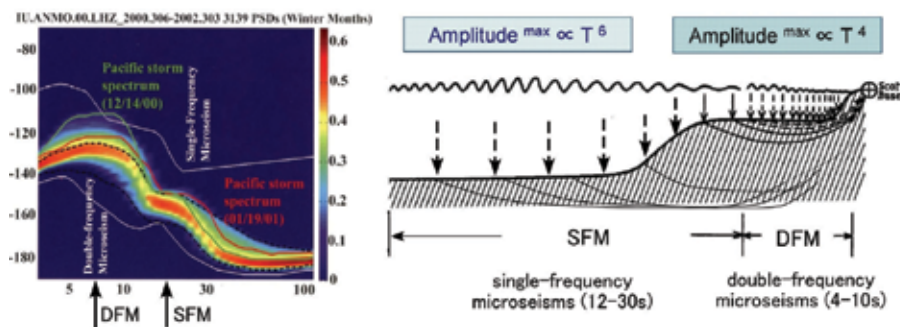 IU.ANMO.00.LHZ_2000.306-2002.303 3139 PSDs (Winter Months)
-70
-100
-120
-140
-160
-180
Pacific storm
spectrum
(12/14/00)
Single-Frequency
Microseism
Pacific storm
spectrum
(01/19/01)
Double-frequency
Microseism
5
10
30
100
0.6
0.5
0.4
0.3
0.2
0.1
0
DFM
SFM
Amplitude max ∝ T 6
Amplitude max ∝ T 4
Base
SFM
DFM
single-frequency
microseisms (12-30s)
double-frequency
microseisms (4-10s)